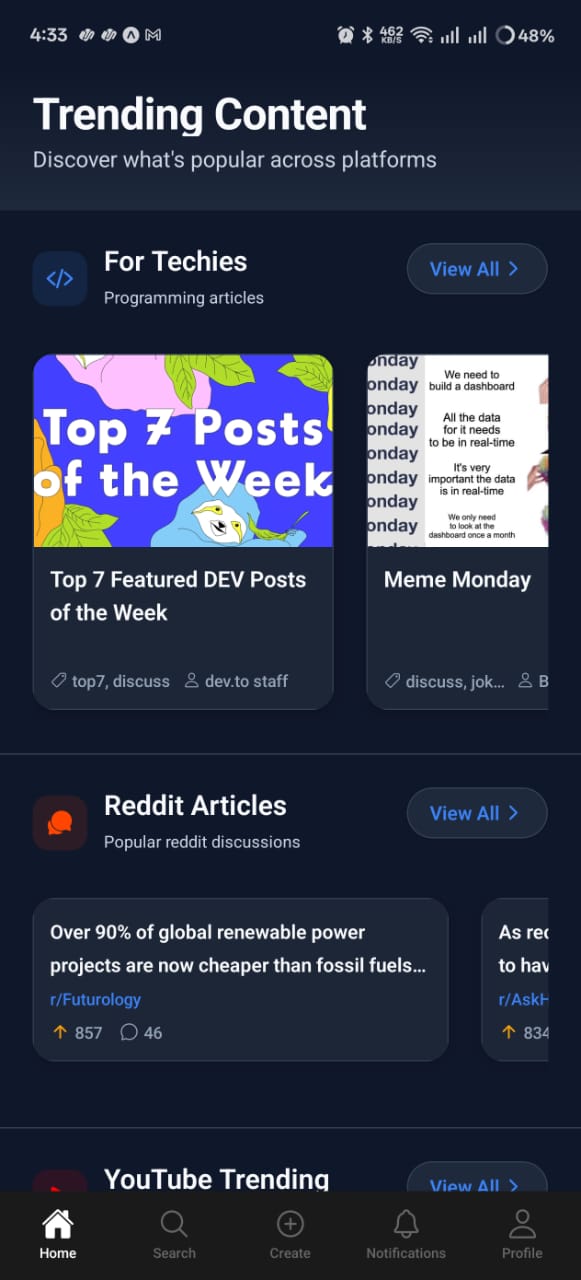 4:33
462
KB/S
48%
Trending Content
Discover what's popular across platforms
For Techies
Programming articles
View All
Top 7 Posts
of the Week
Top 7 Featured DEV Posts
of the Week
top7, discuss
dev.to staff
onday
onday
onday
onday
onday
onday
onday
onday
We need to
build a dashboard
All the data
for it needs
to be in real-time
It's very
important the data
is in real-time
We only need
to look at the
dashboard once a month
Meme Monday
discuss, jok...
B
Reddit Articles
Popular reddit discussions
View All
Over 90% of global renewable power
projects are now cheaper than fossil fuels...
r/Futurology
857
46
As rec
to hav
r/AskH
834
YouTube Trending
View All
Home
Search
Create
Notifications
Profile